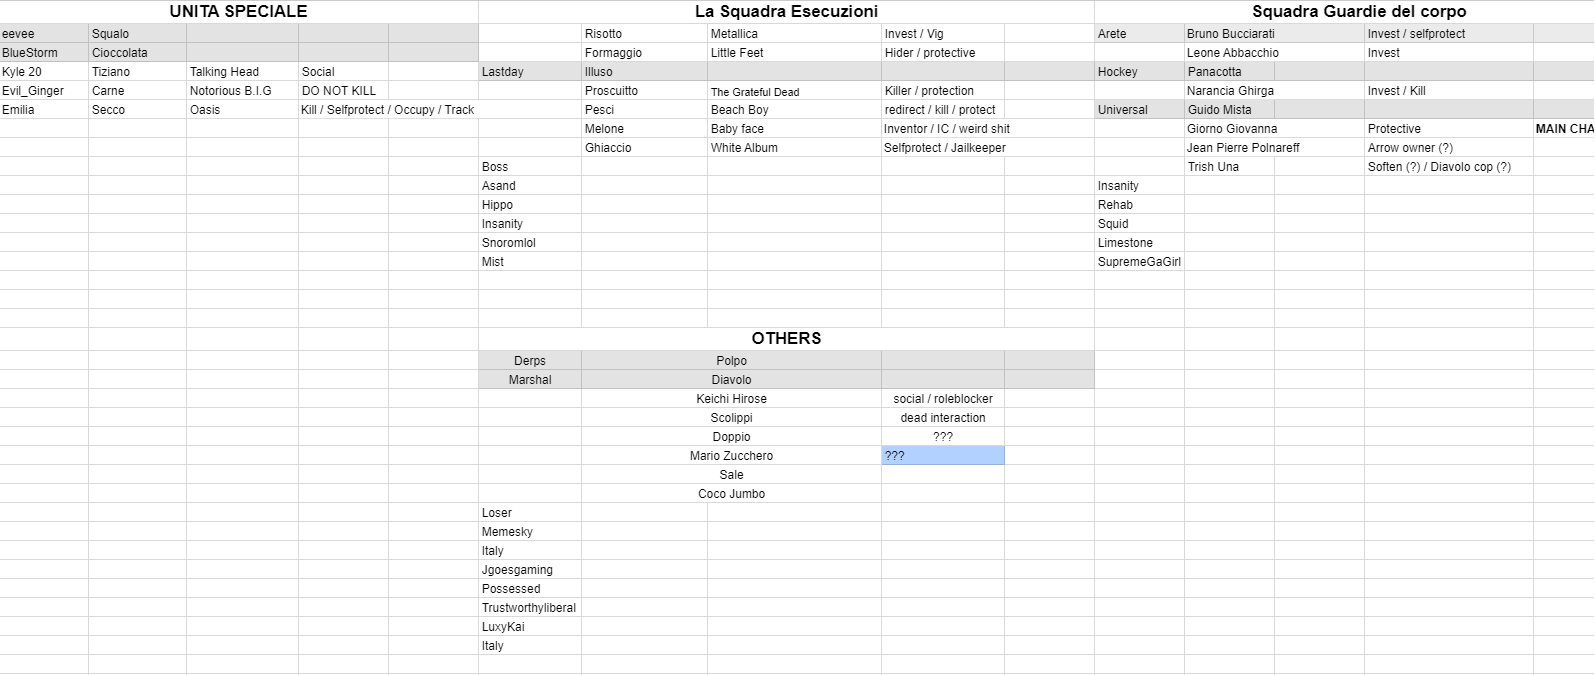 UNITA SPECIALE La Squadra Esecuzioni Squadra Guardie del corpo
eevee Squalo Risotto Metallica Invest / Vig Arete Bruno Bucciarati Invest / selfprotect
BlueStorm Cioccolata Formaggio Little Feet Hider / protective Leone Abbacchio Invest
Kyle 20 Tiziano Talking Head Social Lastday Illuso Hockey Panacotta
Evil_Ginger Carne Notorious B.I.G DO NOT KILL Proscuitto The Grateful Dead Killer / protection Narancia Ghirga Invest / Kill
Emilia Secco Oasis Kill / Selfprotect / Occupy / Track Pesci Beach Boy redirect / kill / protect Universal Guido Mista
Melone Baby face Inventor / IC / weird shit Giorno Giovanna Protective MAIN CHA
Ghiaccio White Album Selfprotect / Jailkeeper Jean Pierre Polnareff Arrow owner (?)
Boss Trish Una Soften (?) / Diavolo cop (?)
Asand Insanity
Hippo Rehab
Insanity Squid
Snoromlol Limestone
Mist SupremeGaGirl
OTHERS
Derps Polpo
Marshal Diavolo
Keichi Hirose social / roleblocker
Scolippi dead interaction
Doppio ???
Mario Zucchero ???
Sale
Coco Jumbo
Loser
Memesky
Italy
Jgoesgaming
Possessed
Trustworthyliberal
LuxyKai
Italy